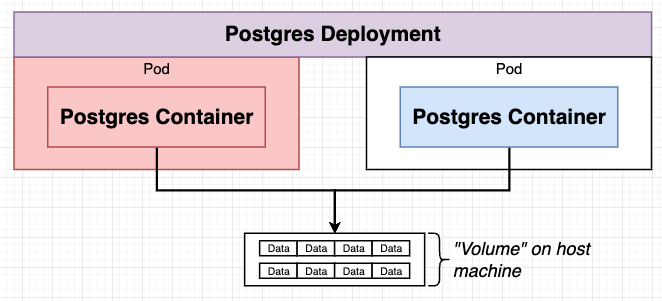 Postgres Deployment
Pod
Pod
Postgres Container
Postgres Container
Data Data Data Data
Data Data Data Data
"Volume" on host
machine